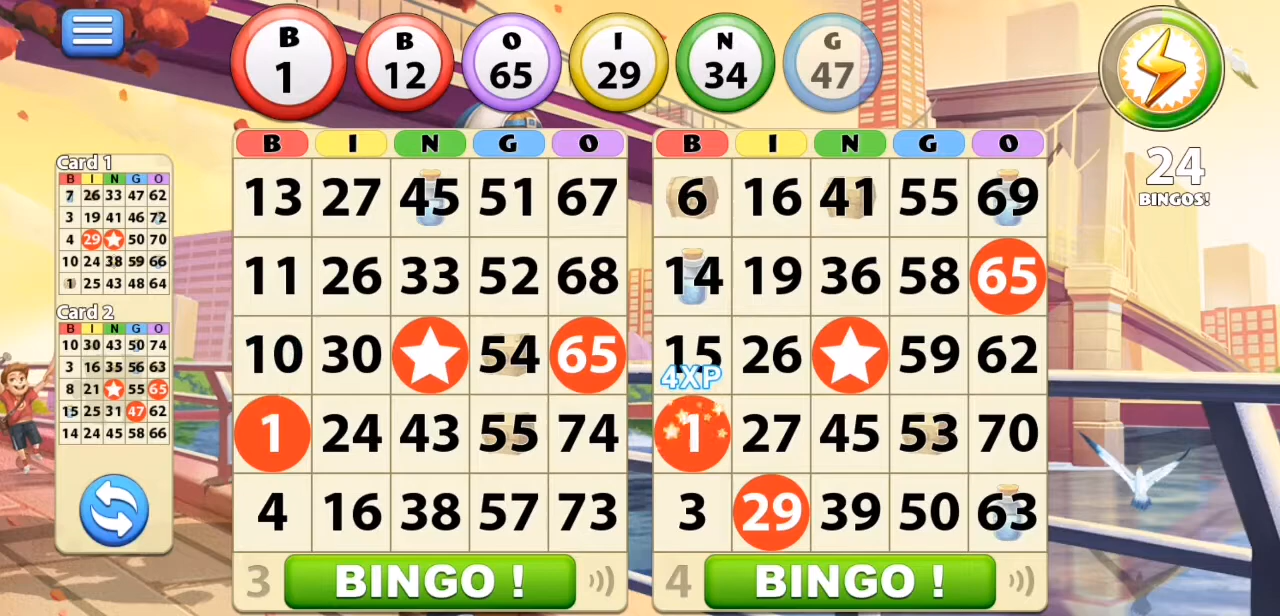 B B O I N G
1 12 65 29 34 47
24
BINGOS!
Card 1
B I N G O
7 26 33 47 62
3 19 41 46 72
4 29 50 70
10 24 38 59 66
1 25 43 48 64
Card 2
B I N G O
10 30 43 50 74
3 16 35 56 63
8 21 55 65
15 25 31 47 62
14 24 45 58 66
B I N G O
13 27 45 51 67
11 26 33 52 68
10 30 54 65
1 24 43 55 74
4 16 38 57 73
3 BINGO !
B I N G O
6 16 41 55 69
14 19 36 58 65
15 26 59 62
4XP
1 27 45 53 70
3 29 39 50 63
4 BINGO !